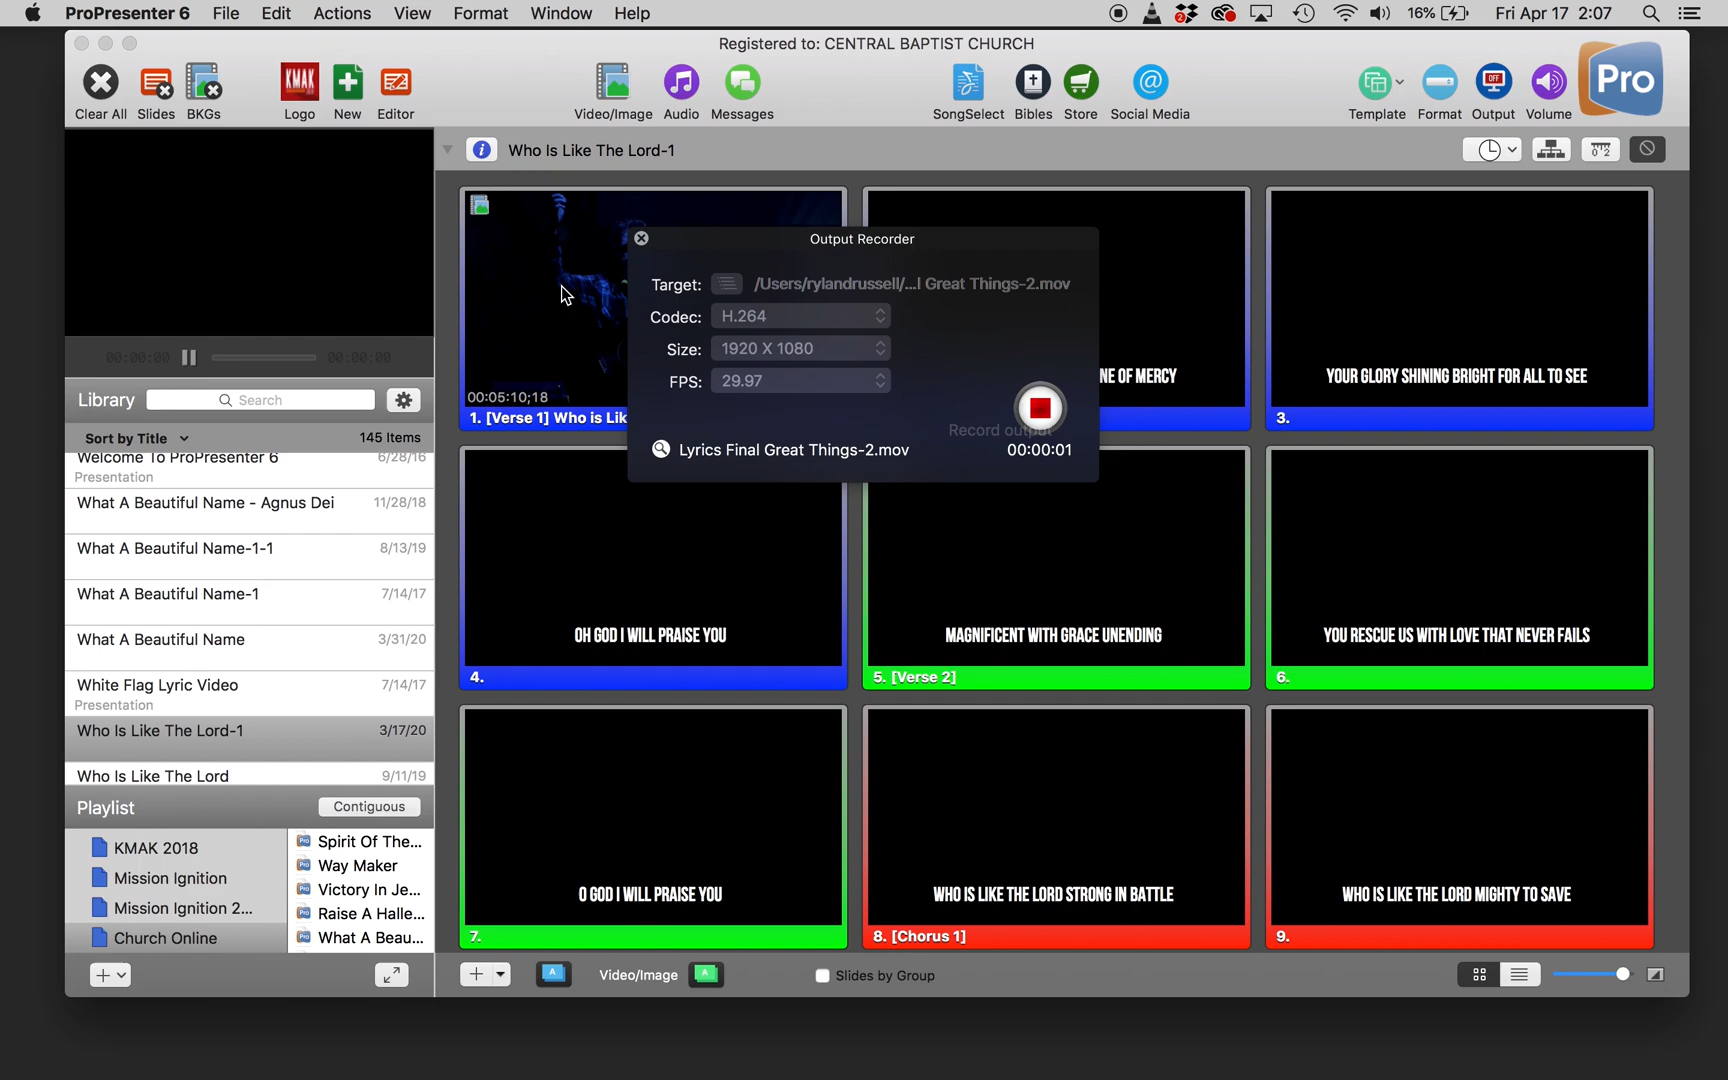 ProPresenter 6 File Edit Actions View Format Window Help 2 16% Fri Apr 17 2:07
Registered to: CENTRAL BAPTIST CHURCH
KMAK OFF Pro
Clear All Slides BKGs Logo New Editor Video/Image Audio Messages SongSelect Bibles Store Social Media Template Format Output Volume
Who Is Like The Lord-1
00:00:00 00:00:00
Library Search
Sort by Title 145 Items
Welcome To ProPresenter 6 6/28/16
Presentation
What A Beautiful Name - Agnus Dei 11/28/18
What A Beautiful Name-1-1 8/13/19
What A Beautiful Name-1 7/14/17
What A Beautiful Name 3/31/20
White Flag Lyric Video 7/14/17
Presentation
Who Is Like The Lord-1 3/17/20
Who Is Like The Lord 9/11/19
Playlist Contiguous
KMAK 2018
Mission Ignition
Mission Ignition 2...
Church Online
Spirit Of The...
Way Maker
Victory In Je...
Raise A Halle...
What A Beau...
00:05:10;18
1. [Verse 1] Who is Lik
NE OF MERCY
YOUR GLORY SHINING BRIGHT FOR ALL TO SEE
3.
Output Recorder
Target: /Users/rylandrussell/...l Great Things-2.mov
Codec: H.264
Size: 1920 X 1080
FPS: 29.97
Record output
Lyrics Final Great Things-2.mov 00:00:01
OH GOD I WILL PRAISE YOU
4.
MAGNIFICENT WITH GRACE UNENDING
5. [Verse 2]
YOU RESCUE US WITH LOVE THAT NEVER FAILS
6.
O GOD I WILL PRAISE YOU
7.
WHO IS LIKE THE LORD STRONG IN BATTLE
8. [Chorus 1]
WHO IS LIKE THE LORD MIGHTY TO SAVE
9.
A Video/Image A Slides by Group